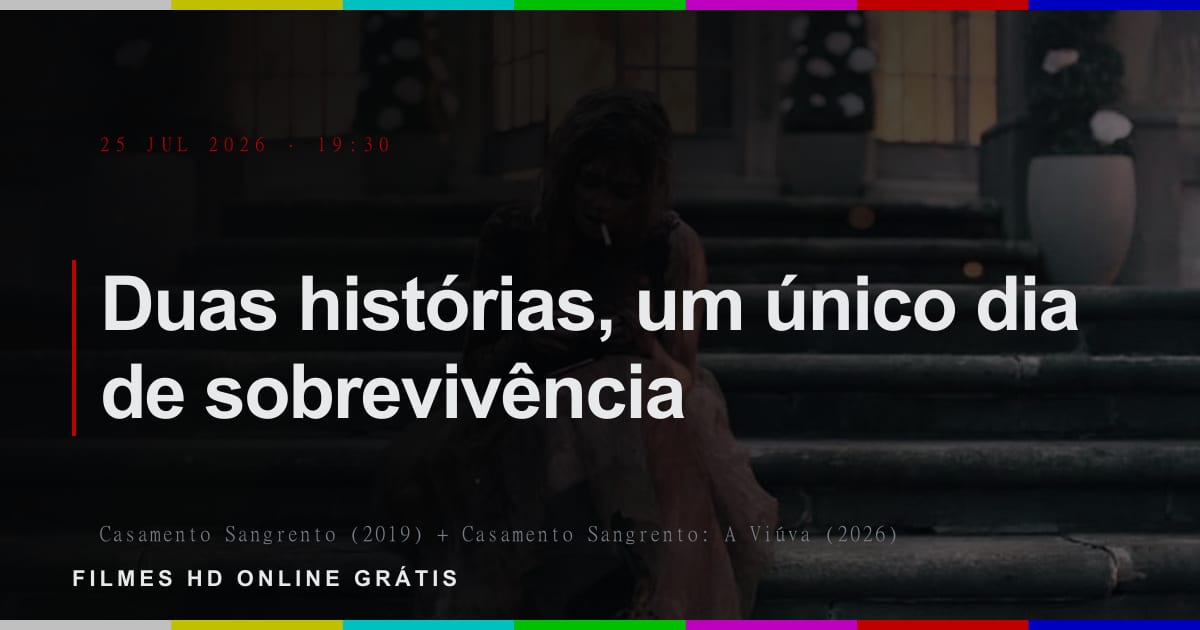 25 JUL 2026 · 19:30
Duas histórias, um único dia
de sobrevivência
Casamento Sangrento (2019) + Casamento Sangrento: A Viúva (2026)
FILMES HD ONLINE GRÁTIS